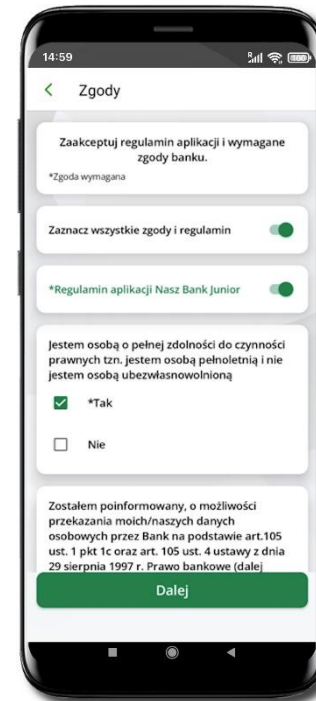 14:59
Zgody
Zaakceptuj regulamin aplikacji i wymagane
zgody banku.
*Zgoda wymagana
Zaznacz wszystkie zgody i regulamin
*Regulamin aplikacji Nasz Bank Junior
Jestem osobą o pełnej zdolności do czynności
prawnych tzn. jestem osobą pełnoletnią i nie
jestem osobą ubezwłasnowolnioną
*Tak
Nie
Zostałem poinformowany, o możliwości
przekazania moich/naszych danych
osobowych przez Bank na podstawie art.105
ust. 1 pkt 1c oraz art. 105 ust. 4 ustawy z dnia
29 sierpnia 1997 r. Prawo bankowe (dalej
Dalej